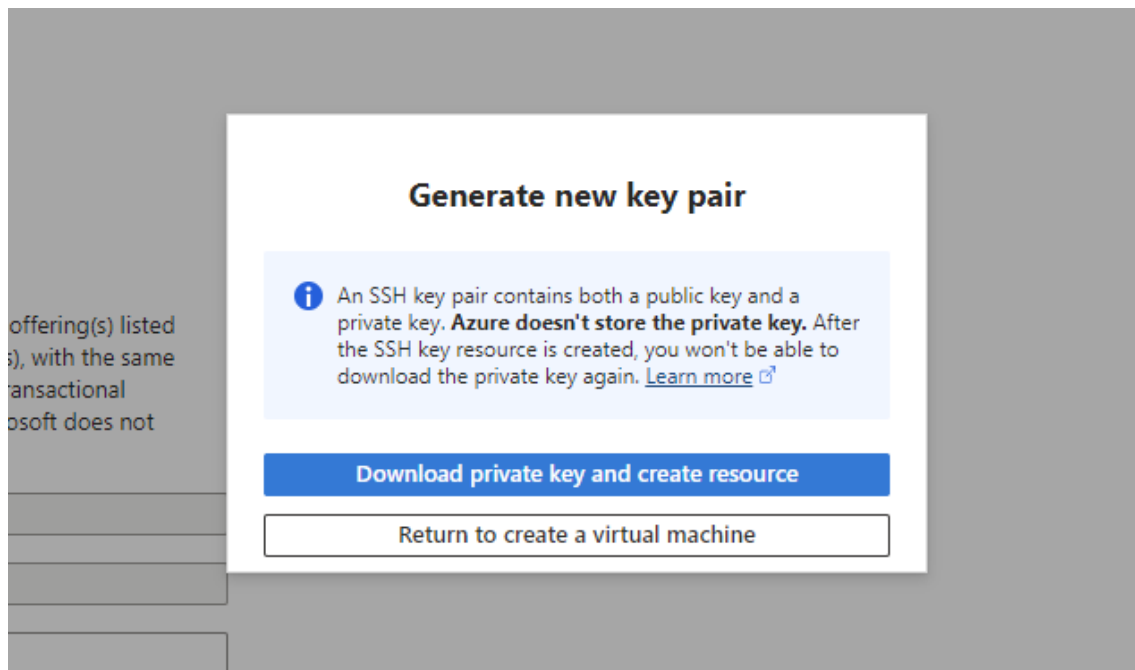 Generate new key pair
An SSH key pair contains both a public key and a
private key. Azure doesn't store the private key. After
the SSH key resource is created, you won't be able to
download the private key again. Learn more
Download private key and create resource
Return to create a virtual machine
offering(s) listed
s), with the same
ransactional
osoft does not